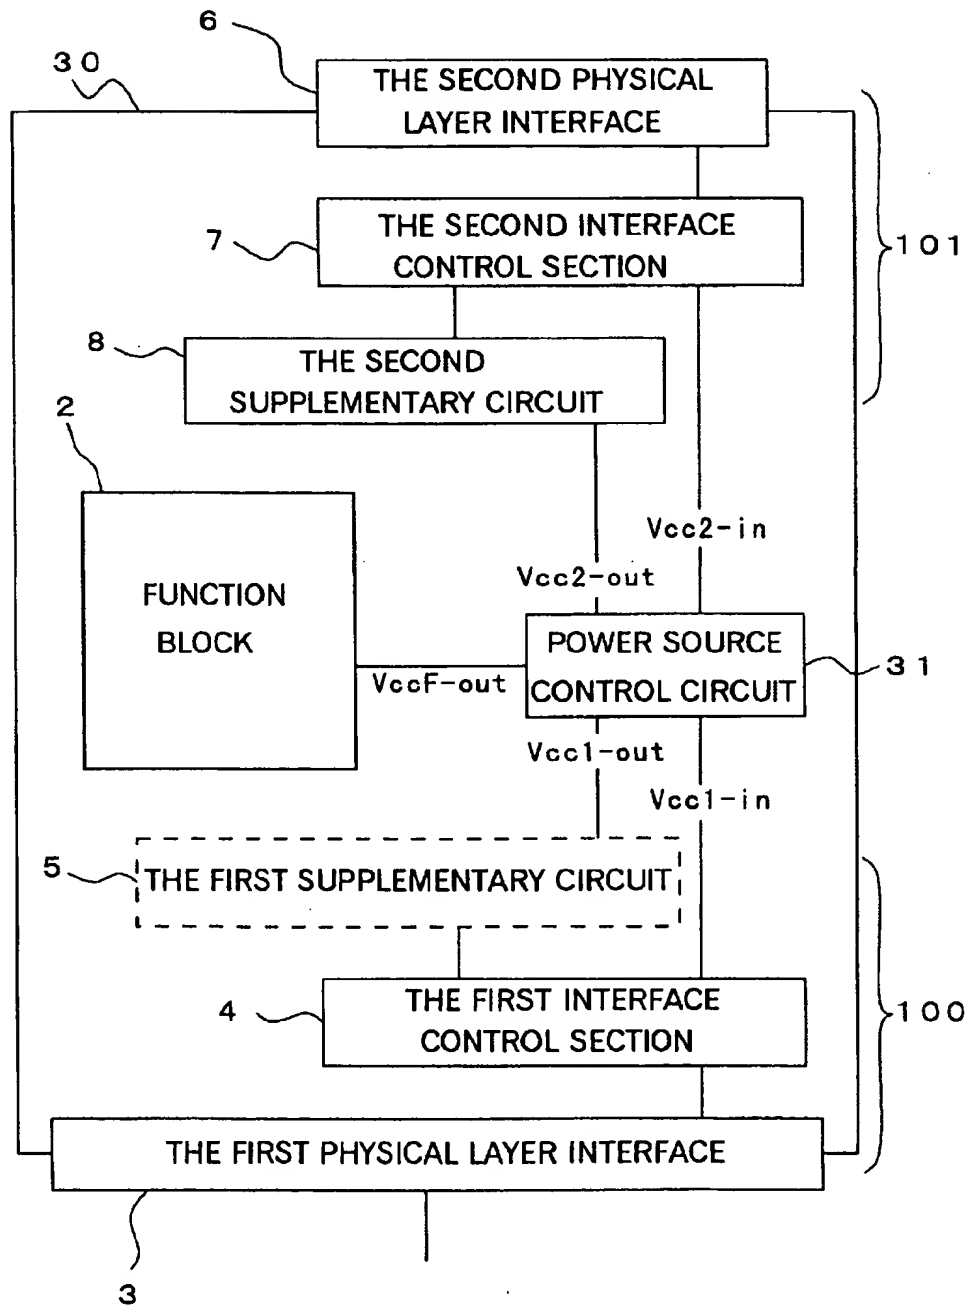 6
30
THE SECOND PHYSICAL
LAYER INTERFACE
7
THE SECOND INTERFACE
CONTROL SECTION
101
8
THE SECOND
SUPPLEMENTARY CIRCUIT
2
FUNCTION
BLOCK
Vcc2-in
Vcc2-out
POWER SOURCE
CONTROL CIRCUIT
31
VccF-out
Vcc1-out
Vcc1-in
5
THE FIRST SUPPLEMENTARY CIRCUIT
4
THE FIRST INTERFACE
CONTROL SECTION
100
THE FIRST PHYSICAL LAYER INTERFACE
3